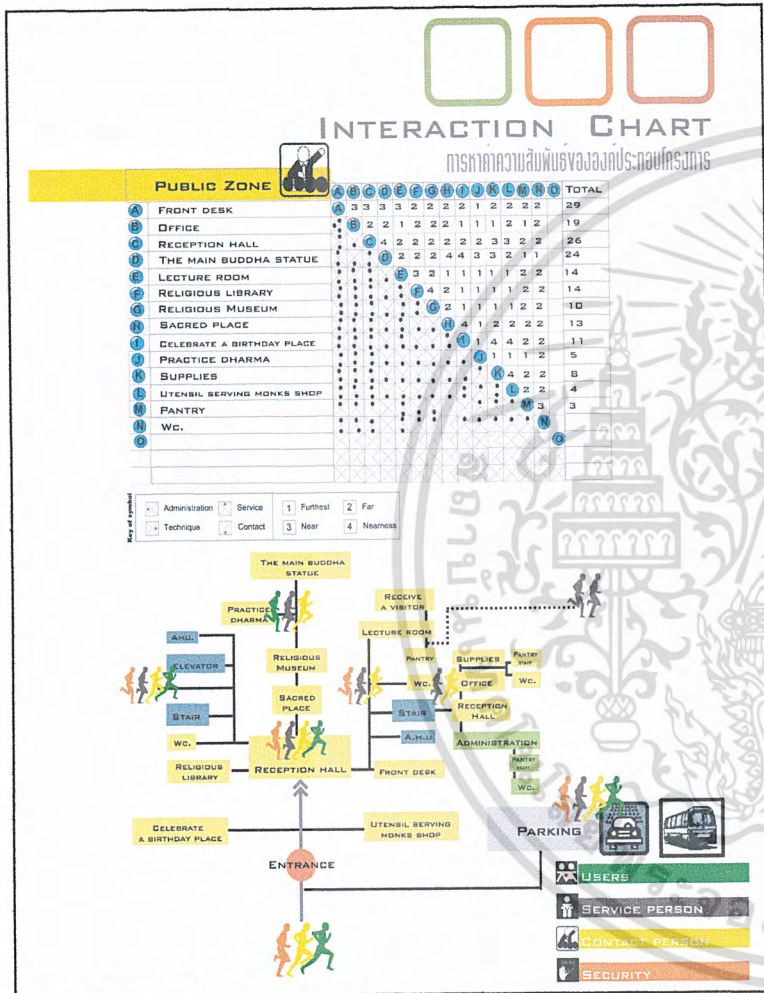 INTERACTION CHART
การหาค่าความสัมพันธ์ขององค์ประกอบโครงการ
PUBLIC ZONE A B C D E F G H I J K L M N O TOTAL
A FRONT DESK A 3 3 3 3 2 2 2 2 1 2 2 2 2 29
B OFFICE B 2 2 1 2 2 2 1 1 1 2 1 2 19
C RECEPTION HALL C 4 2 2 2 2 2 2 3 3 2 2 26
D THE MAIN BUDDHA STATUE D 2 2 2 4 4 3 3 2 1 1 24
E LECTURE ROOM E 3 2 1 1 1 1 1 2 2 14
F RELIGIOUS LIBRARY F 4 2 1 1 1 1 1 2 14
G RELIGIOUS MUSEUM G 2 1 1 1 1 2 2 10
H SACRED PLACE H 4 1 2 2 2 2 13
I CELEBRATE A BIRTHDAY PLACE I 1 4 4 2 2 11
J PRACTICE DHARMA J 1 1 1 2 5
K SUPPLIES K 4 2 2 8
L UTENSIL SERVING MONKS SHOP L 2 2 4
M PANTRY M 3 3
N WC. N
O O
Key of symbol
Administration Service 1 Furthest 2 Far
Technique Contact 3 Near 4 Nearness
THE MAIN BUDDHA
STATUE
PRACTICE
DHARMA
RECEIVE
A VISITOR
LECTURE ROOM
AHU.
ELEVATOR
RELIGIOUS
MUSEUM
PANTRY
SUPPLIES
PANTRY
STAFF
WC.
OFFICE
WC.
STAIR
SACRED
PLACE
STAIR
RECEPTION
HALL
WC.
A.H.U
ADMINISTRATION
RELIGIOUS
LIBRARY
RECEPTION HALL
FRONT DESK
PANTRY
WC.
CELEBRATE
A BIRTHDAY PLACE
UTENSIL SERVING
MONKS SHOP
PARKING
ENTRANCE
USERS
SERVICE PERSON
CONTACT PERSON
SECURITY